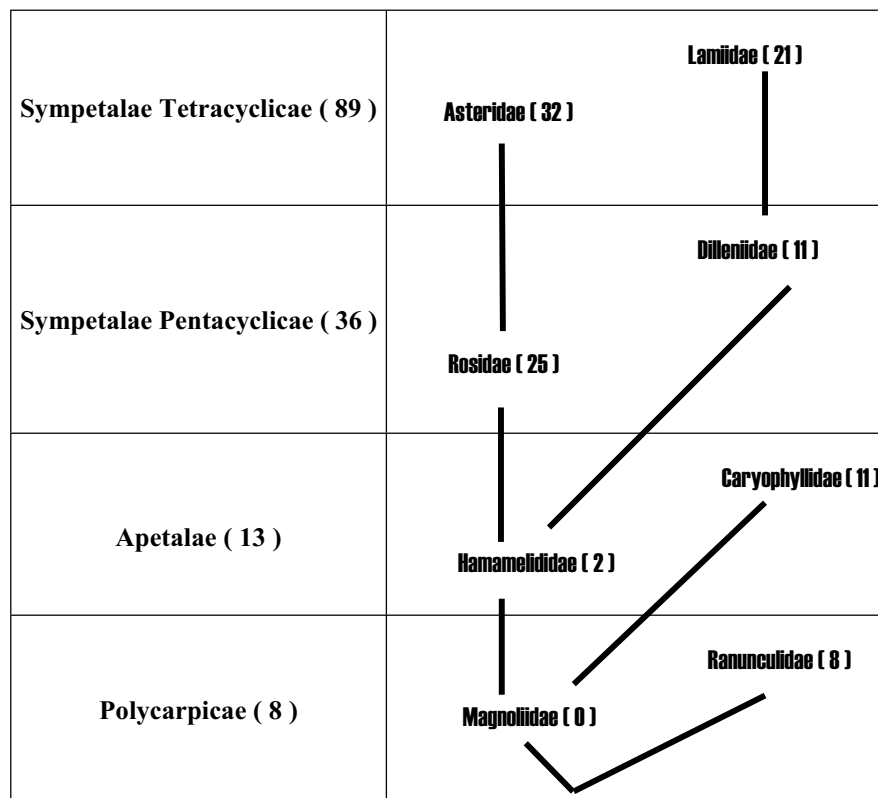 Lamiidae ( 21 )
Sympetalae Tetracyclicae ( 89 )
Asteridae ( 32 )
Dilleniidae ( 11 )
Sympetalae Pentacyclicae ( 36 )
Rosidae ( 25 )
Caryophyllidae ( 11 )
Apetalae ( 13 )
Hamamelididae ( 2 )
Ranunculidae ( 8 )
Polycarpicae ( 8 )
Magnoliidae ( 0 )